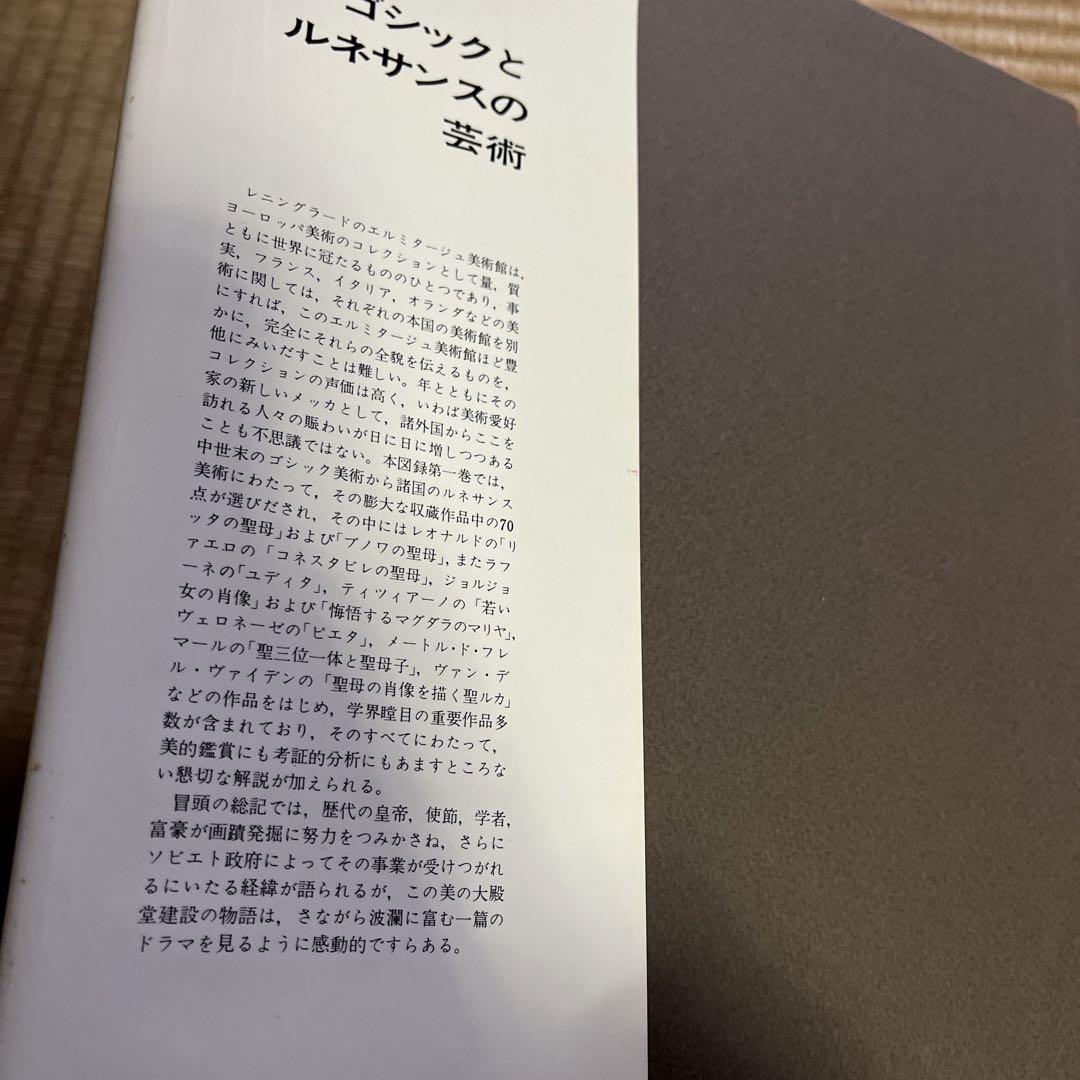 ゴシックと
ルネサンスの
芸術
レニングラードのエルミタージュ美術館は，
ヨーロッパ美術のコレクションとして量，質
ともに世界に冠たるもののひとつであり，事
実，フランス，イタリア，オランダなどの美
術に関しては，それぞれの本国の美術館を別
にすれば，このエルミタージュ美術館ほど豊
かに，完全にそれらの全貌を伝えるものを，
他にみいだすことは難しい。年とともにその
コレクションの声価は高く，いわば美術愛好
家の新しいメッカとして，諸外国からここを
訪れる人々の賑わいが日に日に増しつつある
ことも不思議ではない。本図録第一巻では，
中世末のゴシック美術から諸国のルネサンス
美術にわたって，その膨大な収蔵作品中の70
点が選びだされ，その中にはレオナルドの「リ
ッタの聖母」および「ブノワの聖母」，またラフ
ァエロの「コネスタビレの聖母」，ジョルジョ
ーネの「ユディタ」，ティツィアーノの「若い
女の肖像」および「悔悟するマグダラのマリヤ」，
ヴェロネーゼの「ピエタ」，メートル・ド・フレ
マールの「聖三位一体と聖母子」，ヴァン・デ
ル・ヴァイデンの「聖母の肖像を描く聖ルカ」
などの作品をはじめ，学界瞠目の重要作品多
数が含まれており，そのすべてにわたって，
美的鑑賞にも考証的分析にもあますところな
い懇切な解説が加えられる。
冒頭の総記では，歴代の皇帝，使節，学者，
富豪が画蹟発掘に努力をつみかさね，さらに
ソビエト政府によってその事業が受けつがれ
るにいたる経緯が語られるが，この美の大殿
堂建設の物語は，さながら波瀾に富む一篇の
ドラマを見るように感動的ですらある。